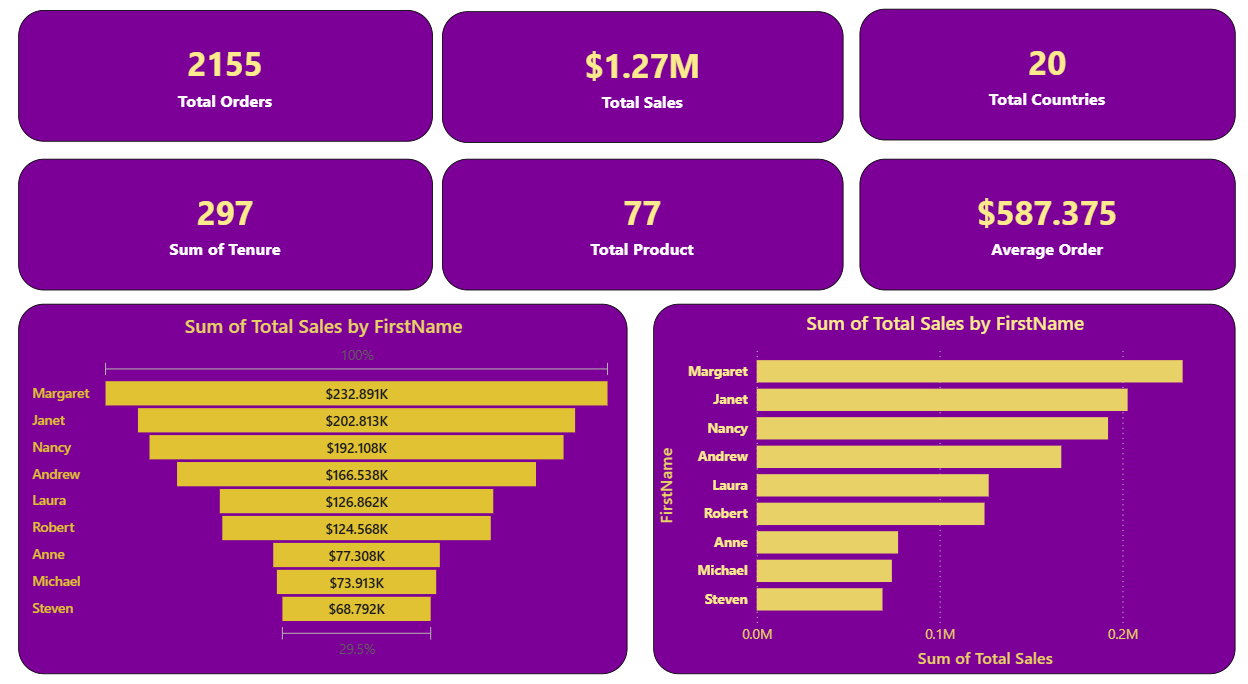 2155
Total Orders
$1.27M
Total Sales
20
Total Countries
297
Sum of Tenure
77
Total Product
$587.375
Average Order
Sum of Total Sales by FirstName
100%
Margaret $232.891K
Janet $202.813K
Nancy $192.108K
Andrew $166.538K
Laura $126.862K
Robert $124.568K
Anne $77.308K
Michael $73.913K
Steven $68.792K
29.5%
Sum of Total Sales by FirstName
FirstName
Margaret
Janet
Nancy
Andrew
Laura
Robert
Anne
Michael
Steven
0.0M 0.1M 0.2M
Sum of Total Sales